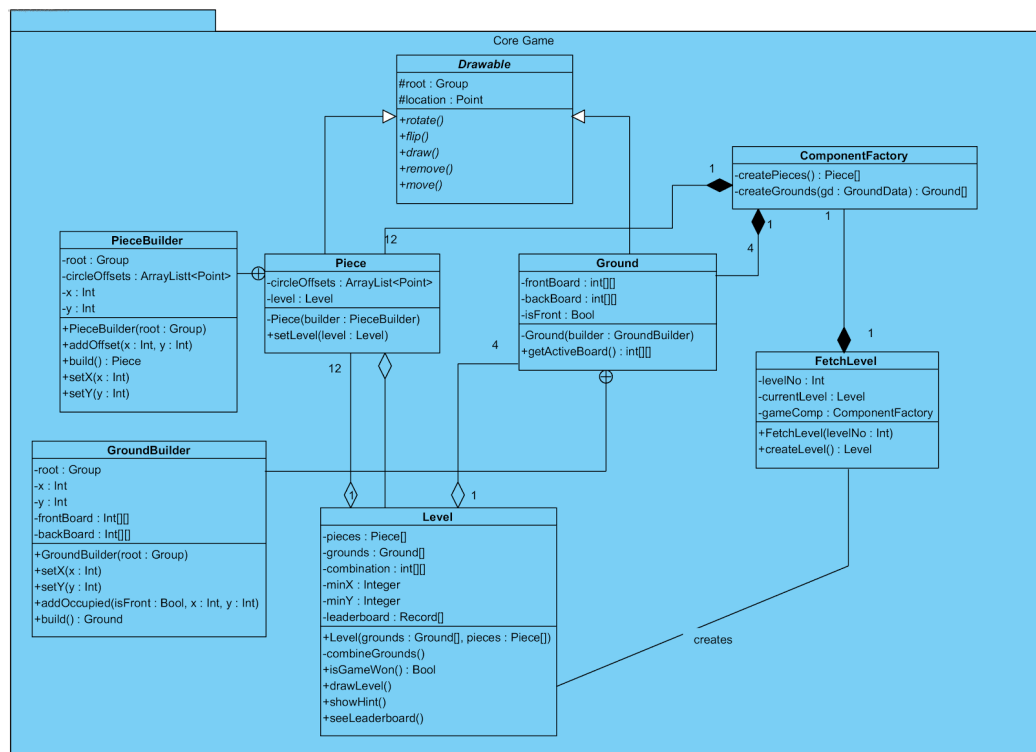 Core Game
Drawable
#root : Group
#location : Point
+rotate()
+flip()
+draw()
+remove()
+move()
ComponentFactory
-createPieces() : Piece[]
-createGrounds(gd : GroundData) : Ground[]
1
1
1
12
4
PieceBuilder
-root : Group
-circleOffsets : ArrayListt<Point>
-x : Int
-y : Int
+PieceBuilder(root : Group)
+addOffset(x : Int, y : Int)
+build() : Piece
+setX(x : Int)
+setY(y : Int)
Piece
-circleOffsets : ArrayList<Point>
-level : Level
-Piece(builder : PieceBuilder)
+setLevel(level : Level)
Ground
-frontBoard : int[][]
-backBoard : int[][]
-isFront : Bool
-Ground(builder : GroundBuilder)
+getActiveBoard() : int[][]
12
4
1
FetchLevel
-levelNo : Int
-currentLevel : Level
-gameComp : ComponentFactory
+FetchLevel(levelNo : Int)
+createLevel() : Level
GroundBuilder
-root : Group
-x : Int
-y : Int
-frontBoard : Int[][]
-backBoard : Int[][]
+GroundBuilder(root : Group)
+setX(x : Int)
+setY(y : Int)
+addOccupied(isFront : Bool, x : Int, y : Int)
+build() : Ground
1
1
Level
-pieces : Piece[]
-grounds : Ground[]
-combination : int[][]
-minX : Integer
-minY : Integer
-leaderboard : Record[]
+Level(grounds : Ground[], pieces : Piece[])
-combineGrounds()
+isGameWon() : Bool
+drawLevel()
+showHint()
+seeLeaderboard()
creates